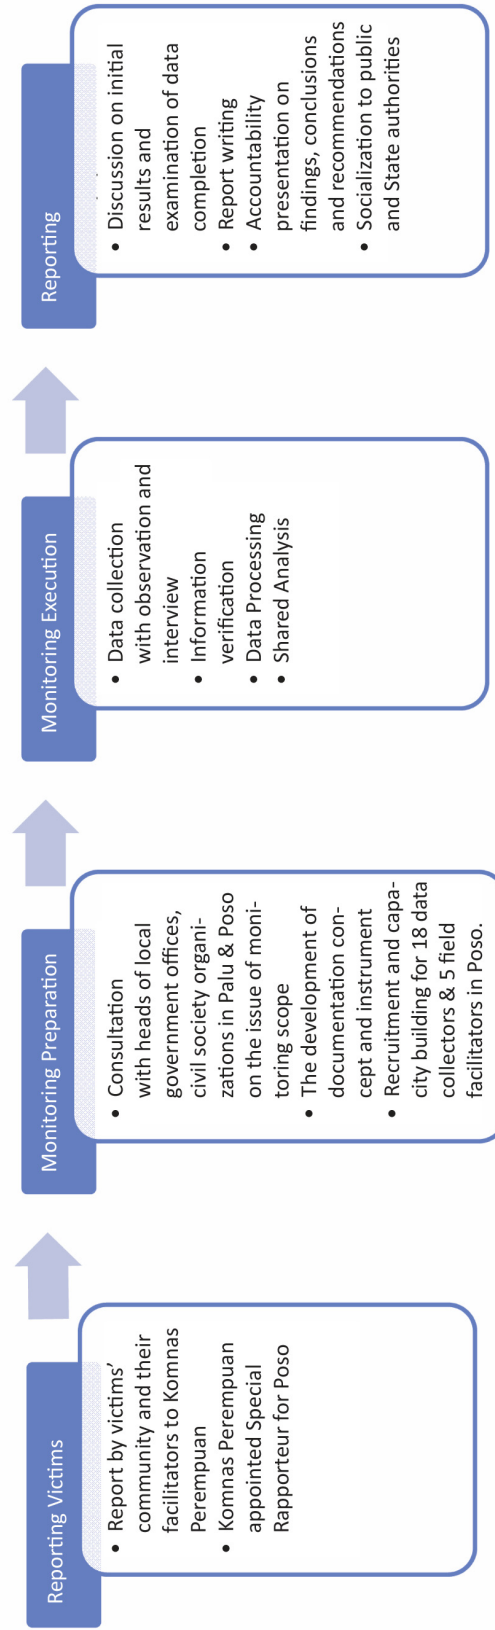 Reporting Victims
• Report by victims’
community and their
facilitators to Komnas
Perempuan
• Komnas Perempuan
appointed Special
Rapporteur for Poso
Monitoring Preparation
• Consultation
with heads of local
government offices,
civil society organi-
zations in Palu & Poso
on the issue of moni-
toring scope
• The development of
documentation con-
cept and instrument
• Recruitment and capa-
city building for 18 data
collectors & 5 field
facilitators in Poso.
Monitoring Execution
• Data collection
with observation and
interview
• Information
verification
• Data Processing
• Shared Analysis
Reporting
• Discussion on initial
results and
examination of data
completion
• Report writing
• Accountability
presentation on
findings, conclusions
and recommendations
• Socialization to public
and State authorities